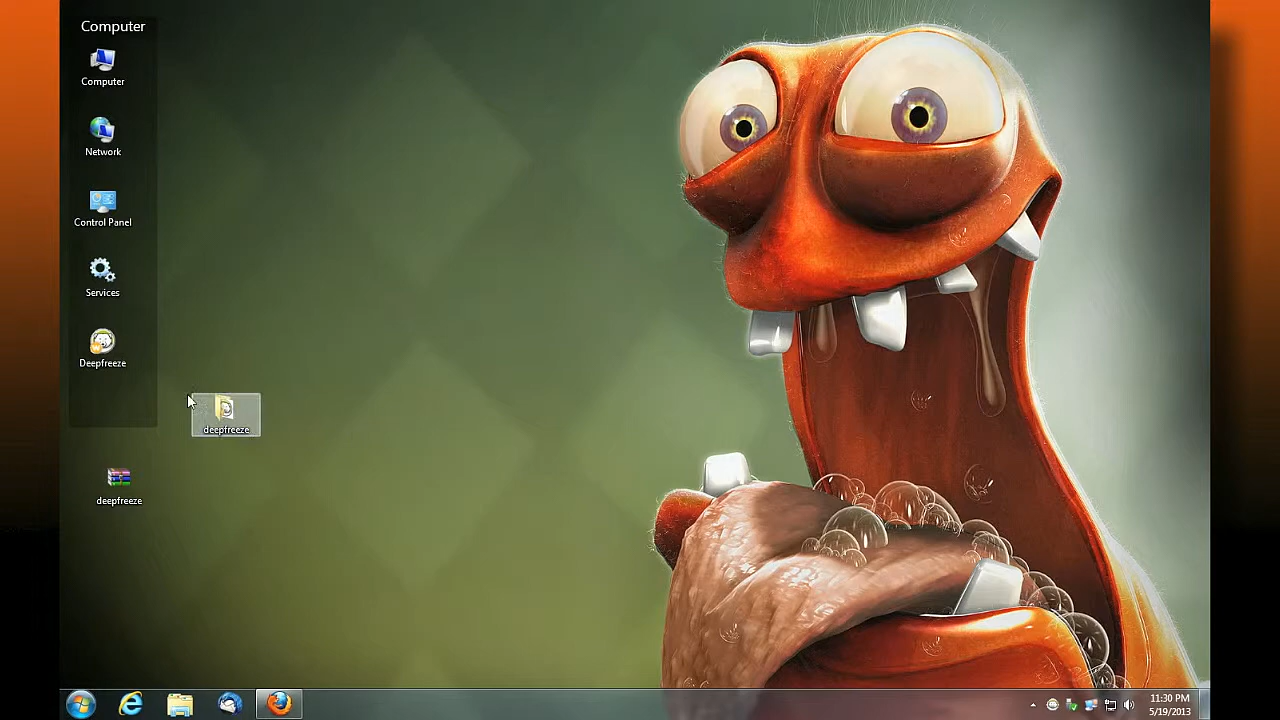 Computer
Computer
Network
Control Panel
Services
Deepfreeze
deepfreeze
deepfreeze
11:30 PM
5/19/2013